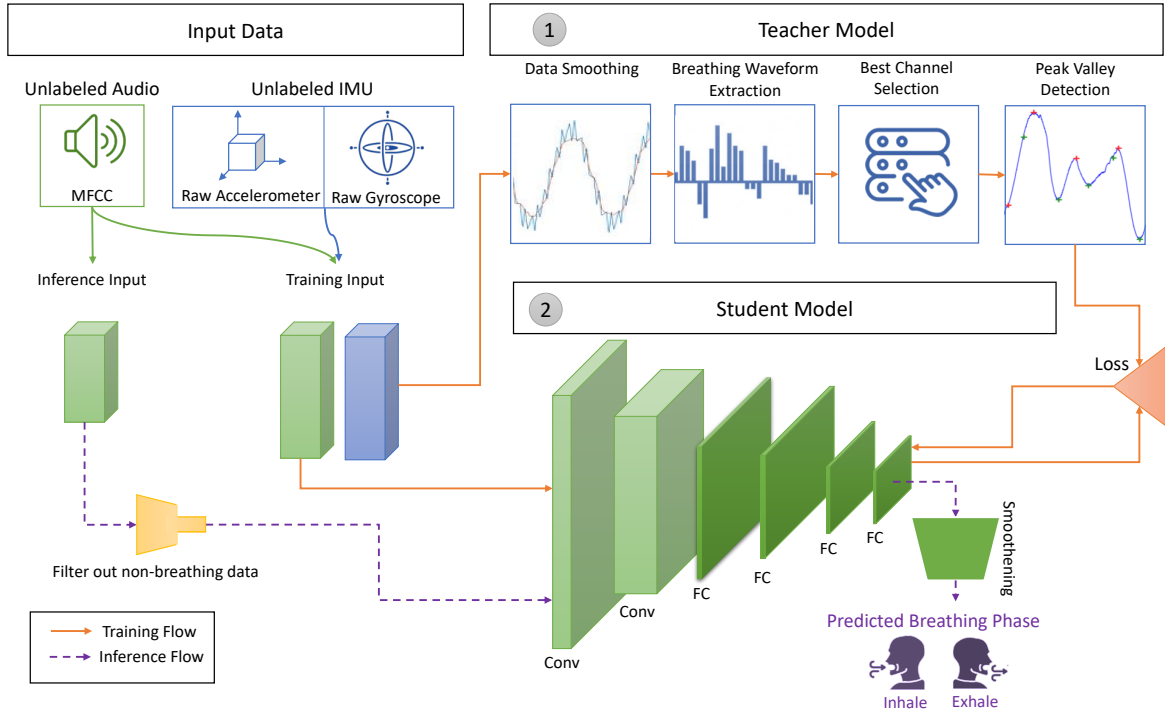 Input Data
1
Teacher Model
Unlabeled Audio
Unlabeled IMU
MFCC
Raw Accelerometer
Raw Gyroscope
Data Smoothing
Breathing Waveform
Extraction
Best Channel
Selection
Peak Valley
Detection
Inference Input
Training Input
2
Student Model
Loss
Filter out non-breathing data
Conv
Conv
FC
FC
FC
FC
Smoothening
Predicted Breathing Phase
Inhale
Exhale
Training Flow
Inference Flow